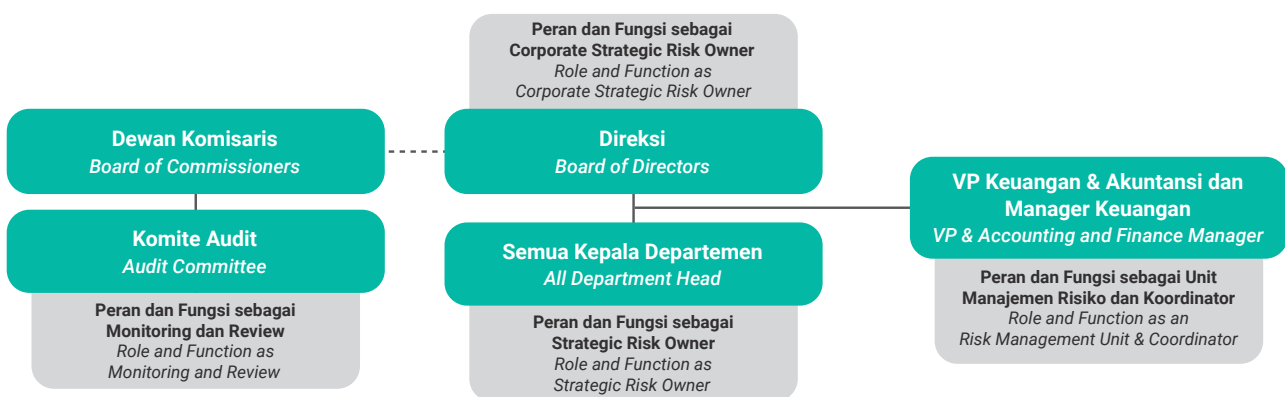 Peran dan Fungsi sebagai
Corporate Strategic Risk Owner
Role and Function as
Corporate Strategic Risk Owner
Dewan Komisaris
Board of Commissioners
Direksi
Board of Directors
VP Keuangan & Akuntansi dan
Manager Keuangan
VP & Accounting and Finance Manager
Peran dan Fungsi sebagai Unit
Manajemen Risiko dan Koordinator
Role and Function as an
Risk Management Unit & Coordinator
Komite Audit
Audit Committee
Peran dan Fungsi sebagai
Monitoring dan Review
Role and Function as
Monitoring and Review
Semua Kepala Departemen
All Department Head
Peran dan Fungsi sebagai
Strategic Risk Owner
Role and Function as
Strategic Risk Owner